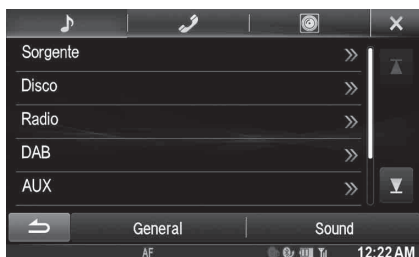 Sorgente
Disco
Radio
DAB
AUX
General Sound
AF 12:22 AM